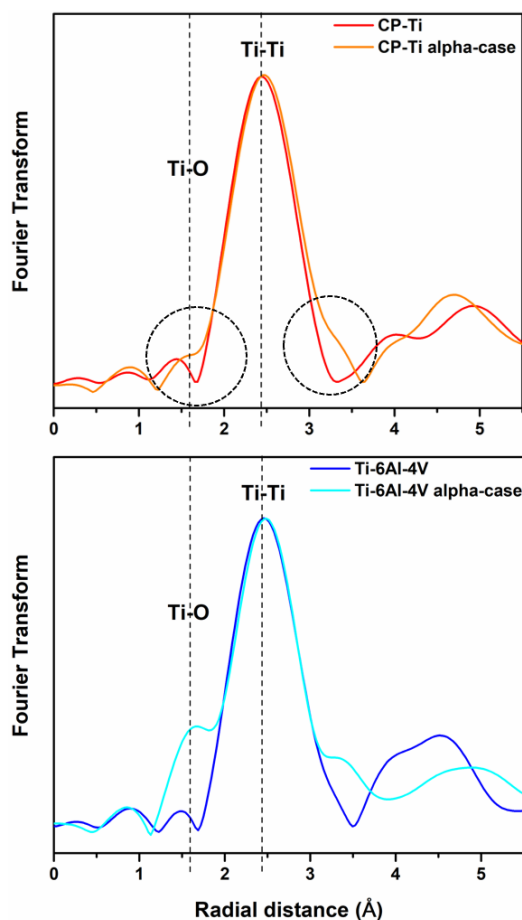 CP-Ti
CP-Ti alpha-case
Ti-Ti
Ti-O
Fourier Transform
0 1 2 3 4 5
Ti-6Al-4V
Ti-6Al-4V alpha-case
Ti-Ti
Ti-O
Fourier Transform
0 1 2 3 4 5
Radial distance (Å)